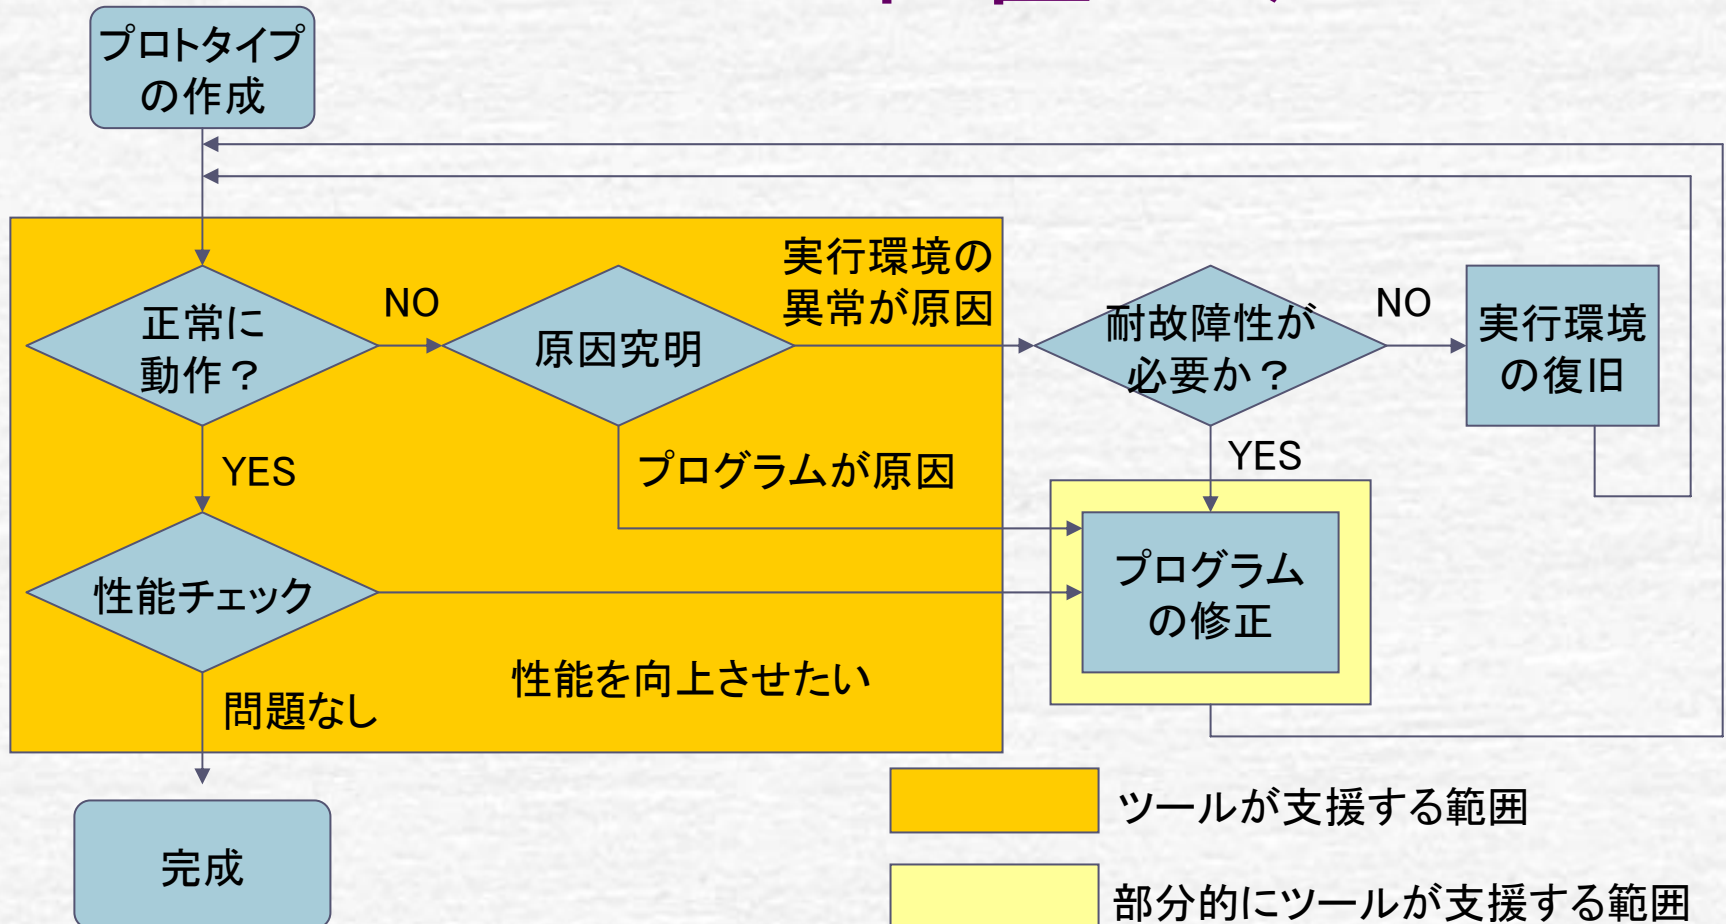 プロトタイプ
の作成
実行環境の
異常が原因
正常に
動作？
NO
原因究明
耐故障性が
必要か？
NO
実行環境
の復旧
YES
プログラムが原因
YES
性能チェック
プログラム
の修正
性能を向上させたい
問題なし
ツールが支援する範囲
完成
部分的にツールが支援する範囲